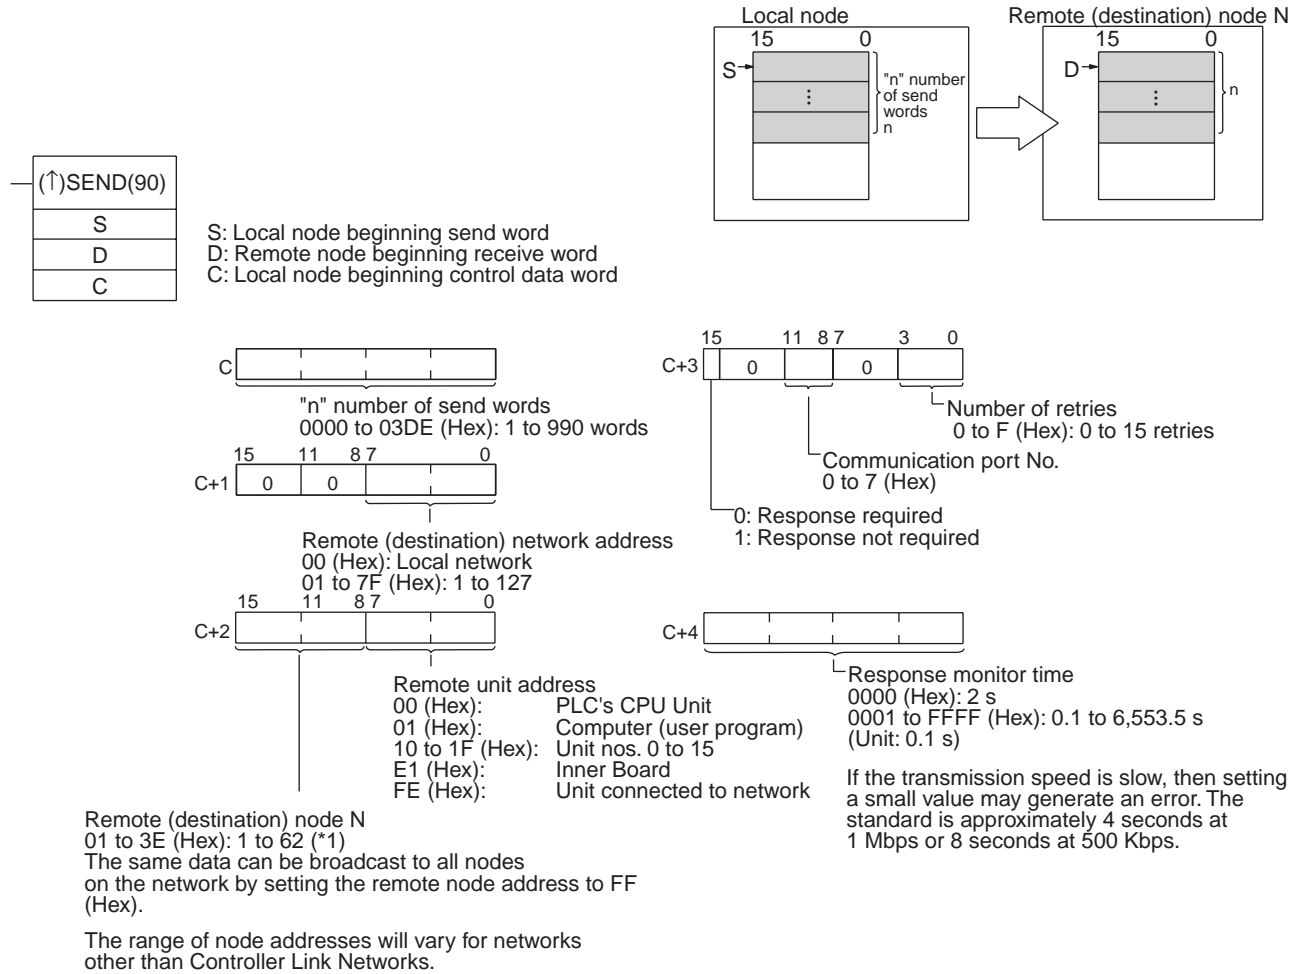 Local node
Remote (destination) node N
15 0
15 0
S
"n" number
of send
words
n
D
n
(↑)SEND(90)
S
D
C
S: Local node beginning send word
D: Remote node beginning receive word
C: Local node beginning control data word
C
"n" number of send words
0000 to 03DE (Hex): 1 to 990 words
15 11 8 7 0
C+1 0 0
Remote (destination) network address
00 (Hex): Local network
01 to 7F (Hex): 1 to 127
15 11 8 7 0
C+2
Remote unit address
00 (Hex): PLC's CPU Unit
01 (Hex): Computer (user program)
10 to 1F (Hex): Unit nos. 0 to 15
E1 (Hex): Inner Board
FE (Hex): Unit connected to network
Remote (destination) node N
01 to 3E (Hex): 1 to 62 (*1)
The same data can be broadcast to all nodes
on the network by setting the remote node address to FF
(Hex).
The range of node addresses will vary for networks
other than Controller Link Networks.
15 11 8 7 3 0
C+3 0 0
Number of retries
0 to F (Hex): 0 to 15 retries
Communication port No.
0 to 7 (Hex)
0: Response required
1: Response not required
C+4
Response monitor time
0000 (Hex): 2 s
0001 to FFFF (Hex): 0.1 to 6,553.5 s
(Unit: 0.1 s)
If the transmission speed is slow, then setting
a small value may generate an error. The
standard is approximately 4 seconds at
1 Mbps or 8 seconds at 500 Kbps.